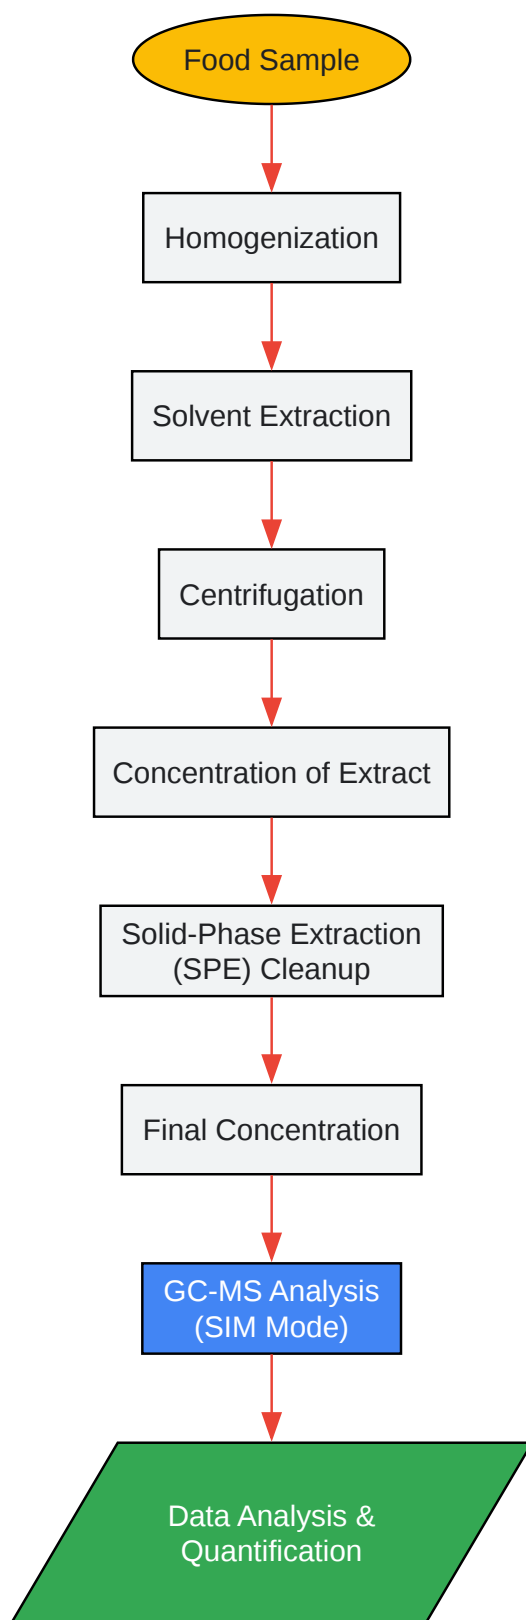 Food Sample
Homogenization
Solvent Extraction
Centrifugation
Concentration of Extract
Solid-Phase Extraction
(SPE) Cleanup
Final Concentration
GC-MS Analysis
(SIM Mode)
Data Analysis &
Quantification